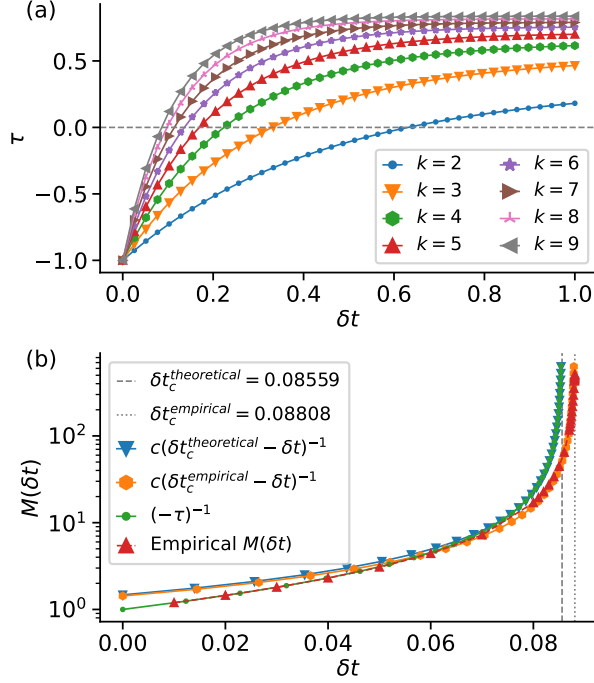 (a)
0.5
0.0
−0.5
−1.0
τ
k = 2
k = 3
k = 4
k = 5
k = 6
k = 7
k = 8
k = 9
0.0 0.2 0.4 0.6 0.8 1.0
δt
(b)
10² 
10¹
10⁰
M(δt)
δt_c^theoretical = 0.08559
δt_c^empirical = 0.08808
c(δt_c^theoretical − δt)⁻¹
c(δt_c^empirical − δt)⁻¹
(−τ)⁻¹
Empirical M(δt)
0.00 0.02 0.04 0.06 0.08
δt